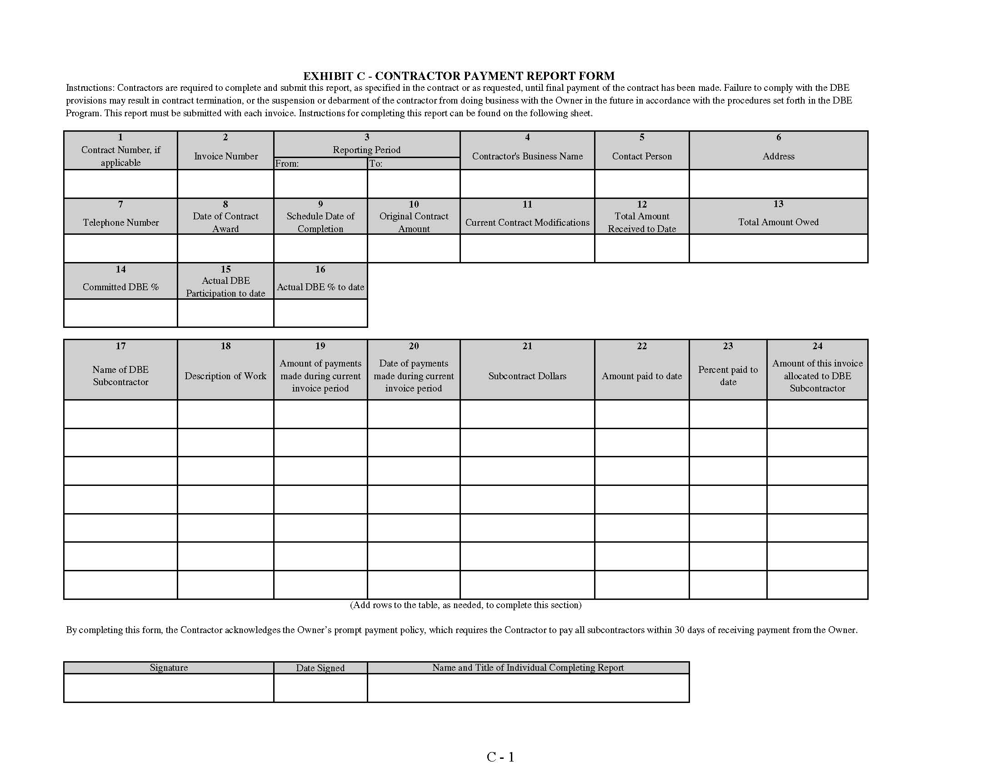 EXHIBIT C - CONTRACTOR PAYMENT REPORT FORM
Instructions: Contractors are required to complete and submit this report, as specified in the contract or as requested, until final payment of the contract has been made. Failure to comply with the DBE
provisions may result in contract termination, or the suspension or debarment of the contractor from doing business with the Owner in the future in accordance with the procedures set forth in the DBE
Program. This report must be submitted with each invoice. Instructions for completing this report can be found on the following sheet.
1
Contract Number, if
applicable
2
Invoice Number
3
Reporting Period
From:
To:
4
Contractor's Business Name
5
Contact Person
6
Address
7
Telephone Number
8
Date of Contract
Award
9
Schedule Date of
Completion
10
Original Contract
Amount
11
Current Contract Modifications
12
Total Amount
Received to Date
13
Total Amount Owed
14
Committed DBE %
15
Actual DBE
Participation to date
16
Actual DBE % to date
17
Name of DBE
Subcontractor
18
Description of Work
19
Amount of payments
made during current
invoice period
20
Date of payments
made during current
invoice period
21
Subcontract Dollars
22
Amount paid to date
23
Percent paid to
date
24
Amount of this invoice
allocated to DBE
Subcontractor
(Add rows to the table, as needed, to complete this section)
By completing this form, the Contractor acknowledges the Owner’s prompt payment policy, which requires the Contractor to pay all subcontractors within 30 days of receiving payment from the Owner.
Signature
Date Signed
Name and Title of Individual Completing Report
C - 1